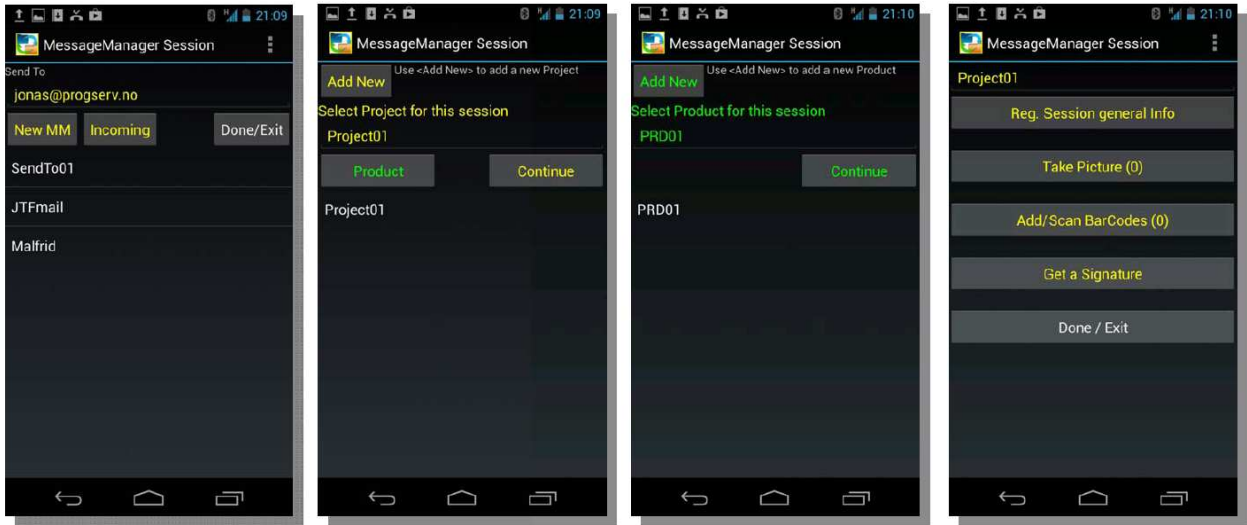 21:09
MessageManager Session
Send To
jonas@progserv.no
New MM Incoming Done/Exit
SendTo01
JTFmail
Malfrid
21:09
MessageManager Session
Add New Use <Add New> to add a new Project
Select Project for this session
Project01
Product Continue
Project01
21:10
MessageManager Session
Add New Use <Add New> to add a new Product
Select Product for this session
PRD01
Continue
PRD01
21:10
MessageManager Session
Project01
Reg. Session general Info
Take Picture (0)
Add/Scan BarCodes (0)
Get a Signature
Done / Exit